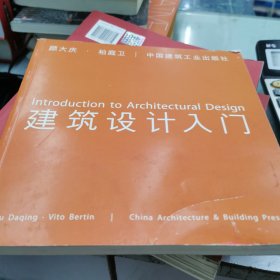 顾大庆 · 柏庭卫 | 中国建筑工业出版社
Introduction to Architectural Design
建筑设计入门
u Daqing · Vito Bertin | China Architecture & Building Pres